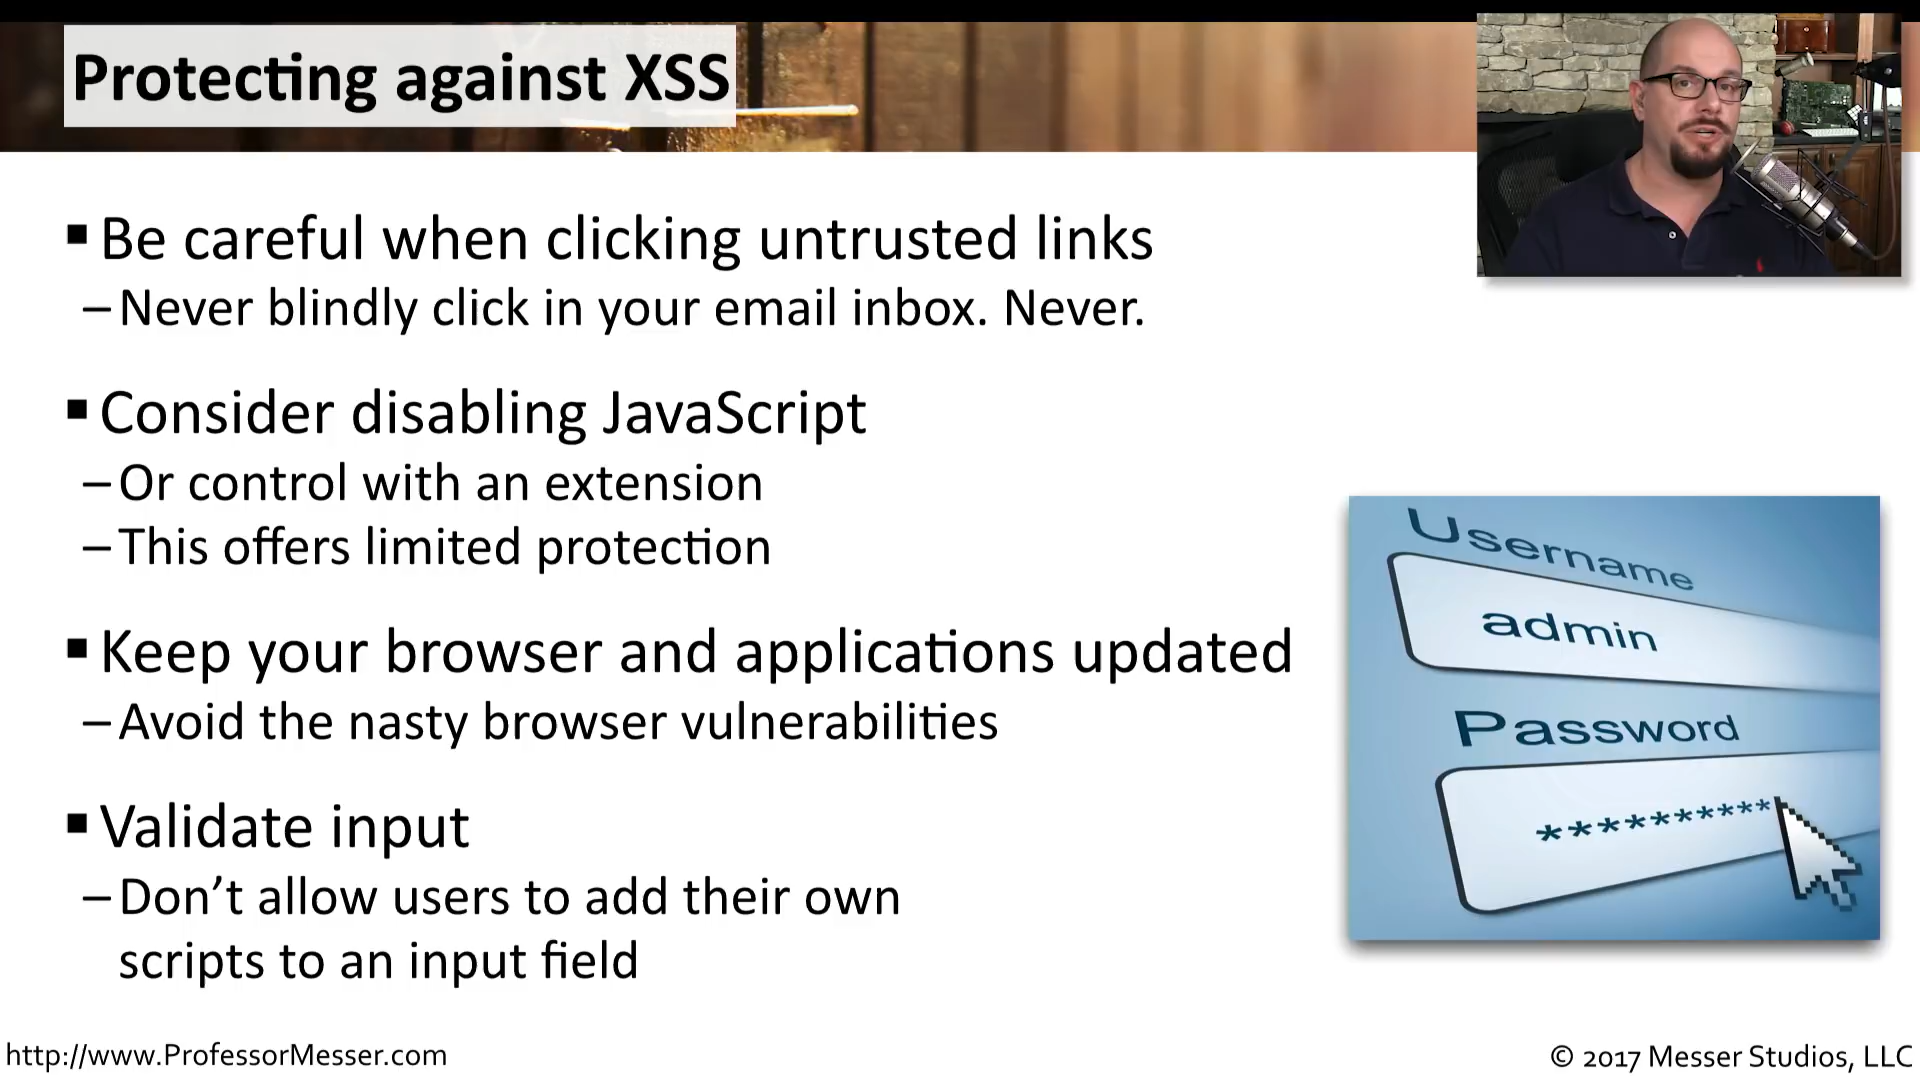 Protecting against XSS
▪ Be careful when clicking untrusted links
– Never blindly click in your email inbox. Never.
▪ Consider disabling JavaScript
– Or control with an extension
– This offers limited protection
▪ Keep your browser and applications updated
– Avoid the nasty browser vulnerabilities
▪ Validate input
– Don’t allow users to add their own
scripts to an input field
Username
admin
Password
**********
http://www.ProfessorMesser.com
© 2017 Messer Studios, LLC